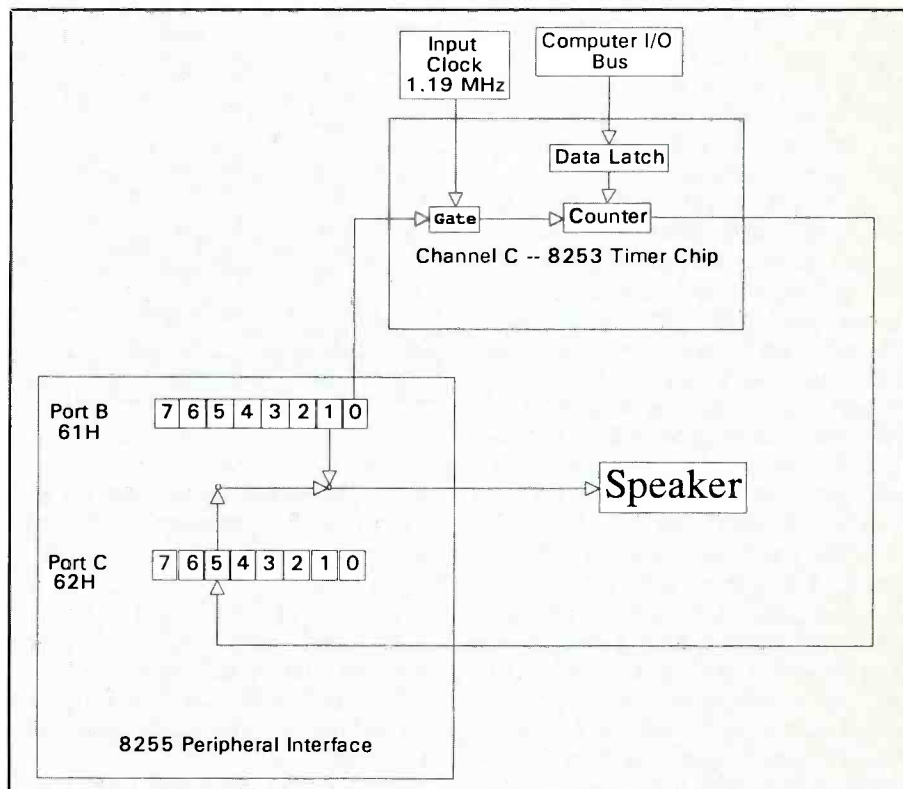 Input
Clock
1.19 MHz
Computer I/O
Bus
Data Latch
Gate
Counter
Channel C -- 8253 Timer Chip
Port B
61H
7 6 5 4 3 2 1 0
Speaker
Port C
62H
7 6 5 4 3 2 1 0
8255 Peripheral Interface